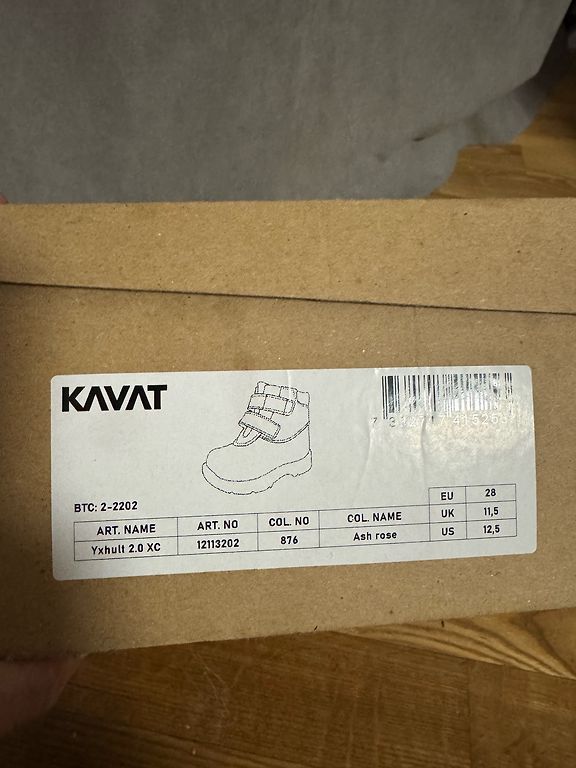 KAVAT
BTC: 2-2202
ART. NAME ART. NO COL. NO COL. NAME
Yxhult 2.0 XC 12113202 876 Ash rose
EU 28
UK 11,5
US 12,5